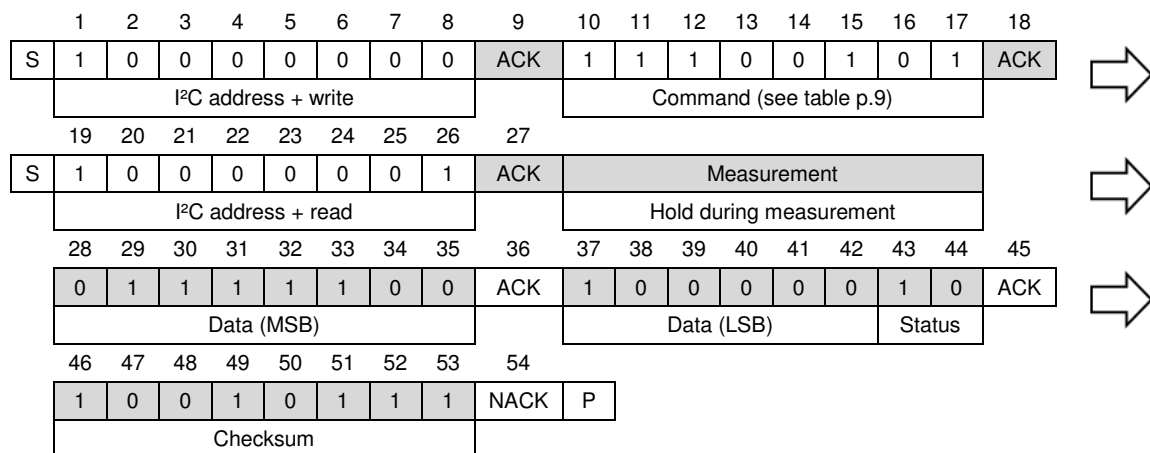 1 2 3 4 5 6 7 8 9 10 11 12 13 14 15 16 17 18
S 1 0 0 0 0 0 0 0 ACK 1 1 1 0 0 1 0 1 ACK
I²C address + write Command (see table p.9)
19 20 21 22 23 24 25 26 27
S 1 0 0 0 0 0 0 1 ACK Measurement
I²C address + read Hold during measurement
28 29 30 31 32 33 34 35 36 37 38 39 40 41 42 43 44 45
0 1 1 1 1 1 0 0 ACK 1 0 0 0 0 0 1 0 ACK
Data (MSB) Data (LSB) Status
46 47 48 49 50 51 52 53 54
1 0 0 1 0 1 1 1 NACK P
Checksum